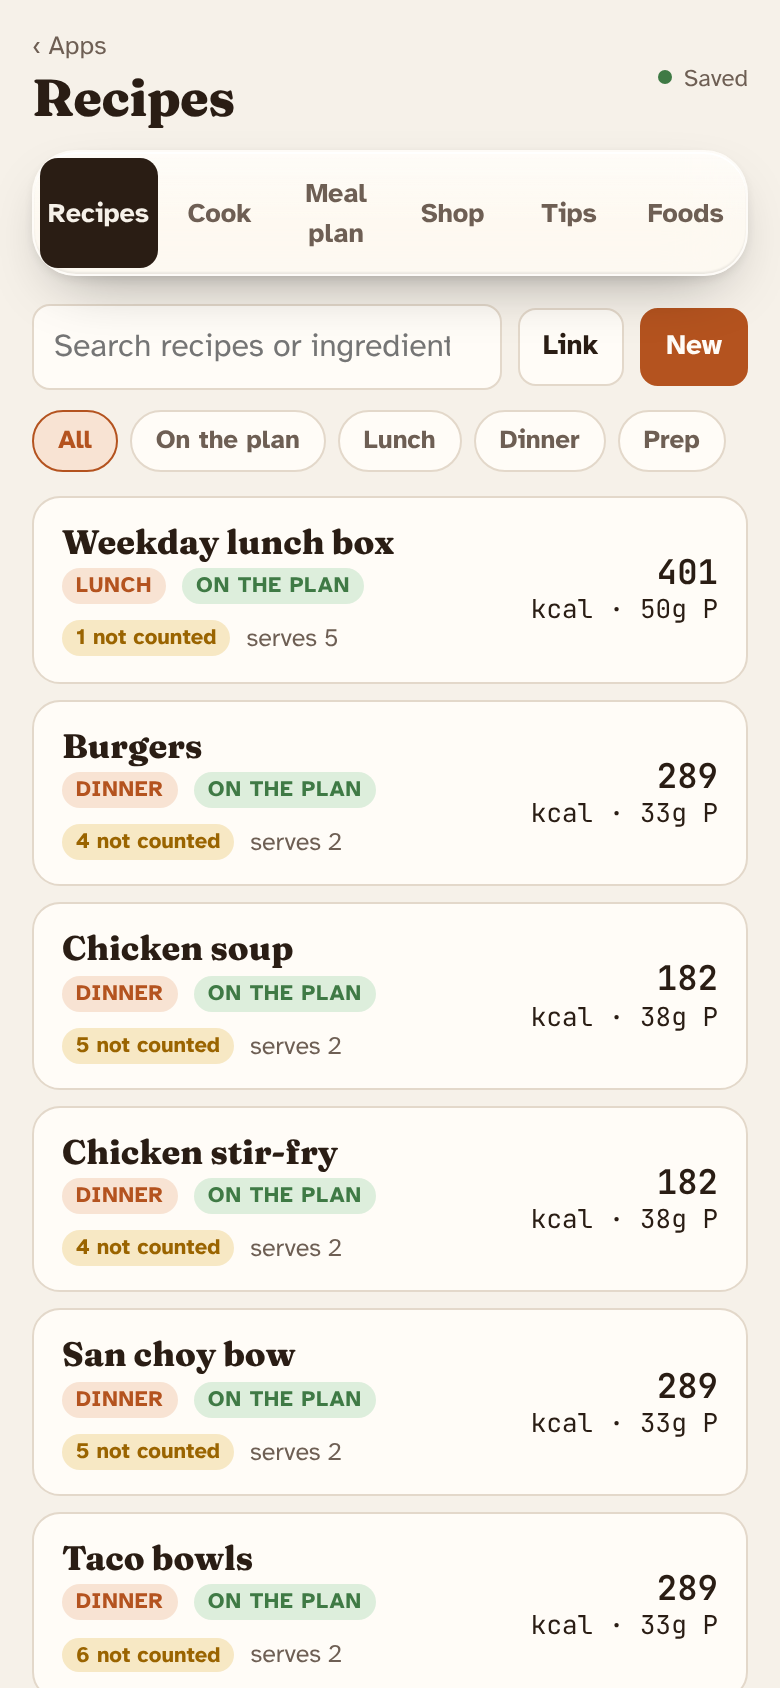 ‹ Apps
Recipes
Saved
Recipes
Cook
Meal
plan
Shop
Tips
Foods
Search recipes or ingredient
Link
New
All
On the plan
Lunch
Dinner
Prep
Weekday lunch box
LUNCH ON THE PLAN
1 not counted serves 5
401
kcal · 50g P
Burgers
DINNER ON THE PLAN
4 not counted serves 2
289
kcal · 33g P
Chicken soup
DINNER ON THE PLAN
5 not counted serves 2
182
kcal · 38g P
Chicken stir-fry
DINNER ON THE PLAN
4 not counted serves 2
182
kcal · 38g P
San choy bow
DINNER ON THE PLAN
5 not counted serves 2
289
kcal · 33g P
Taco bowls
DINNER ON THE PLAN
6 not counted serves 2
289
kcal · 33g P